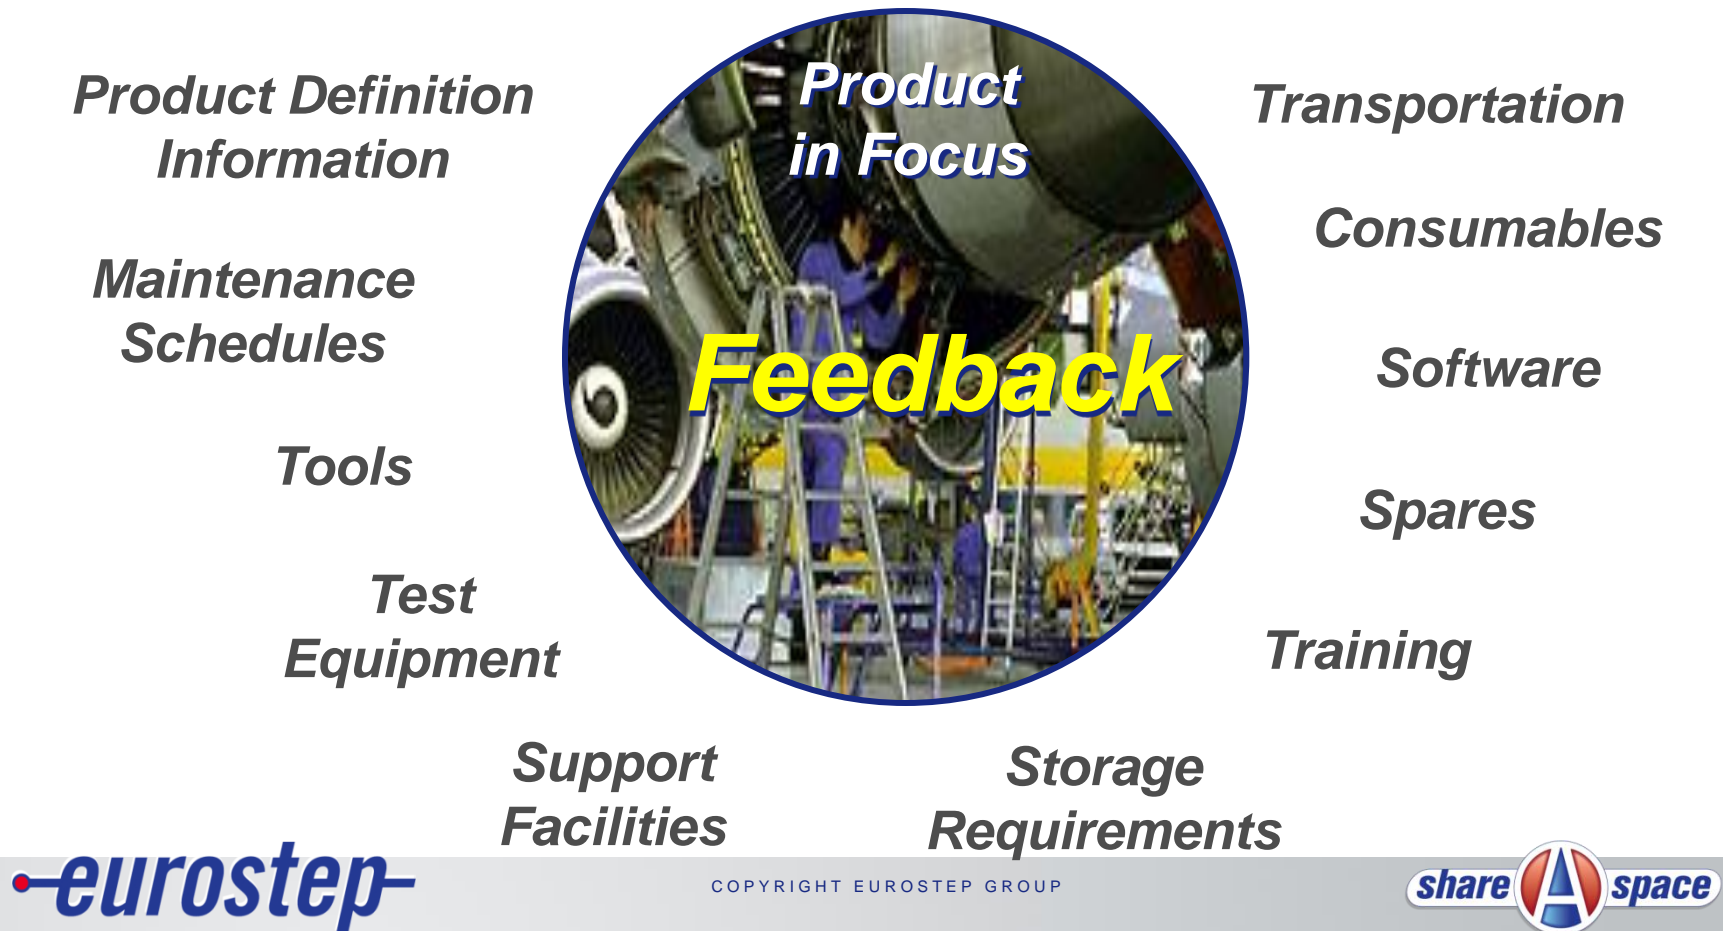 Product Definition
Information
Maintenance
Schedules
Tools
Test
Equipment
Support
Facilities
Product
in Focus
Feedback
Transportation
Consumables
Software
Spares
Training
Storage
Requirements
eurostep
COPYRIGHT EUROSTEP GROUP
share A space